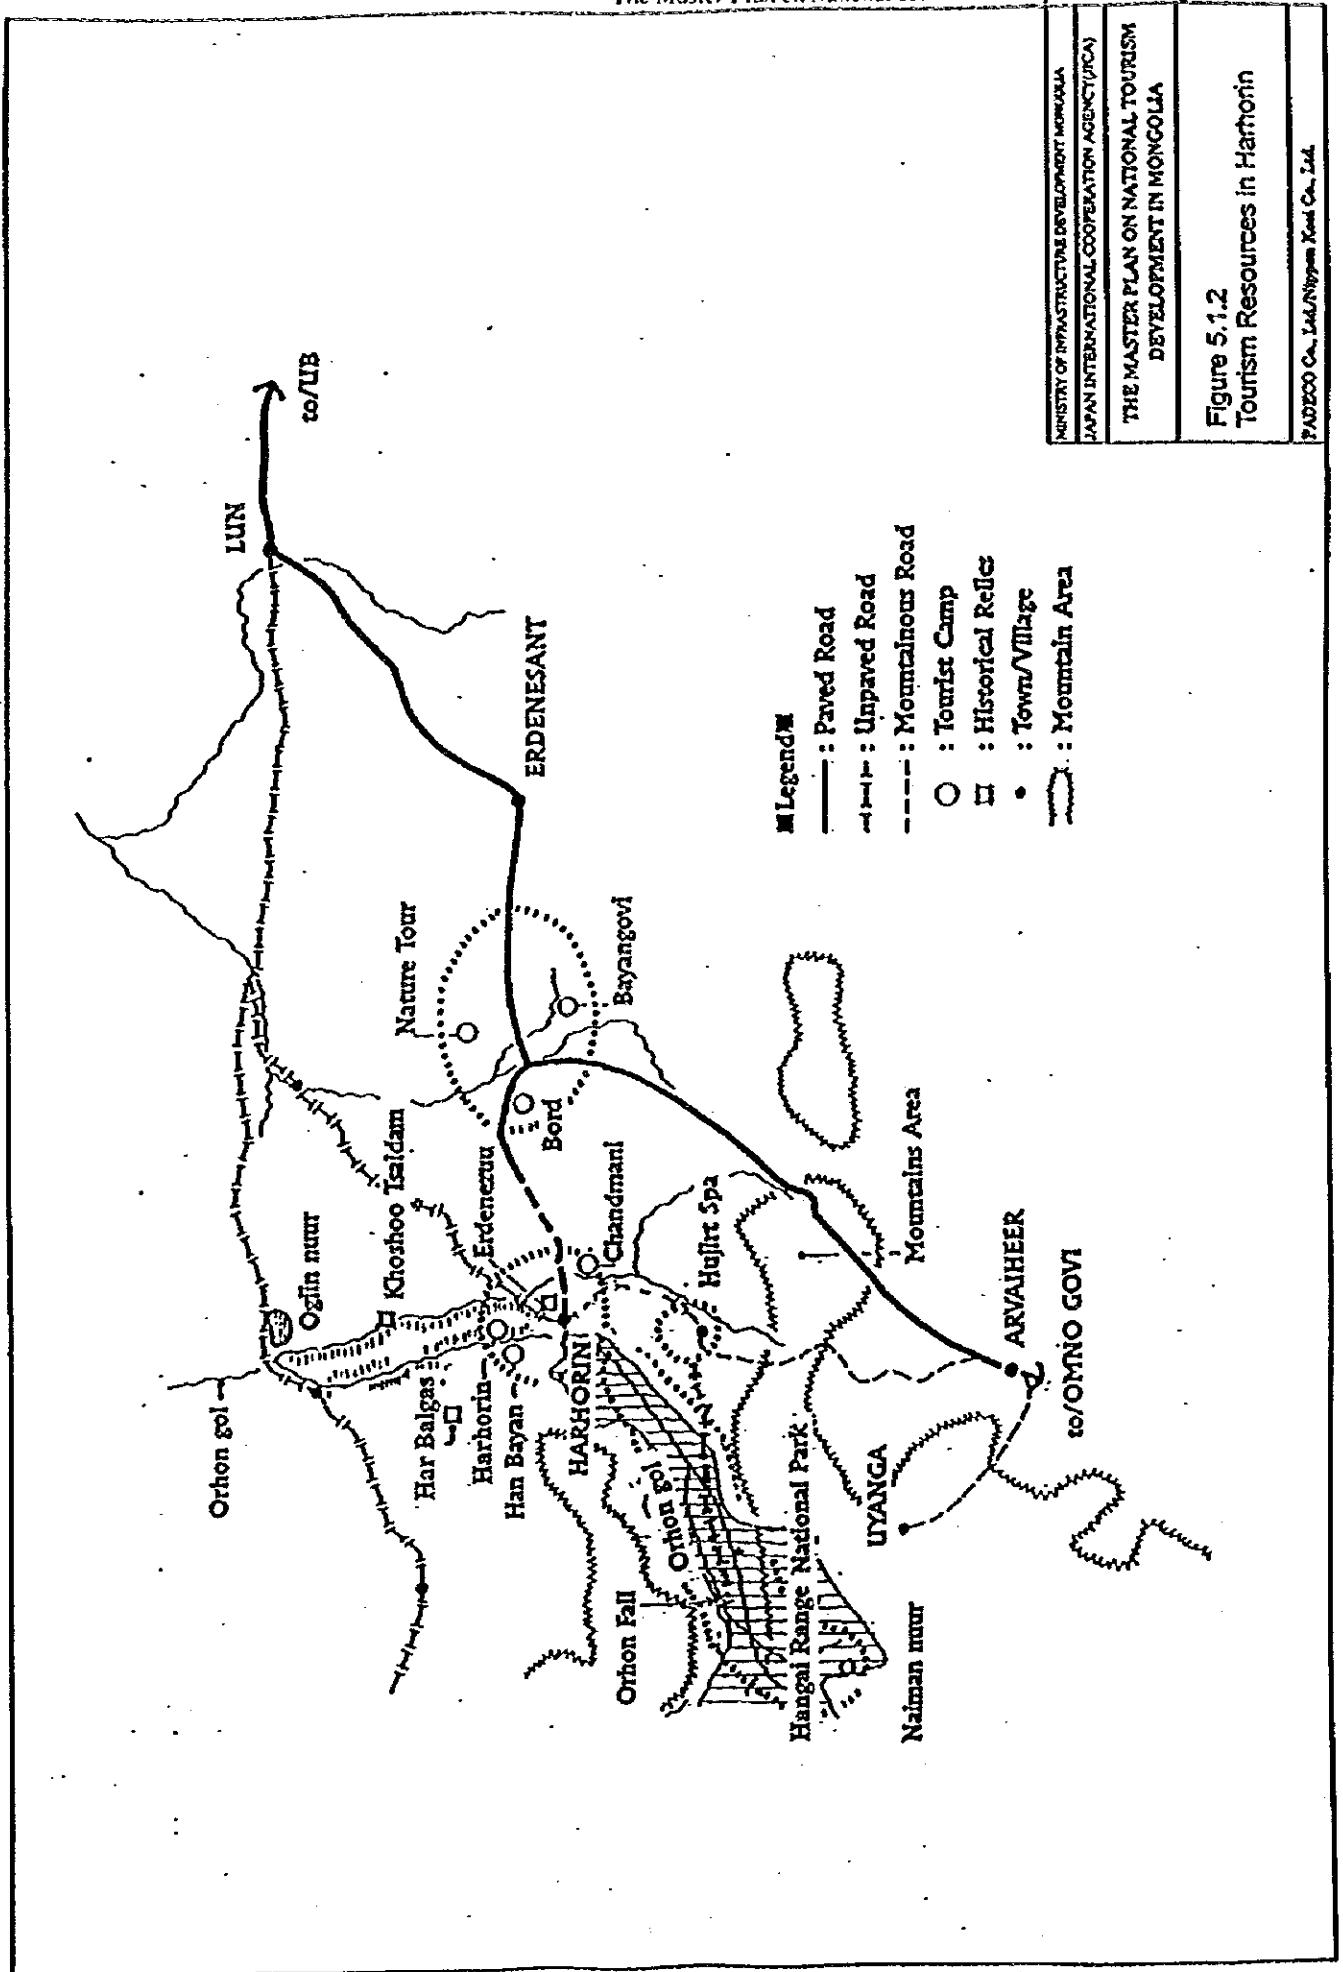 to/UB
LUN
ERDENESANT
Nature Tour
Bayangovi
Bord
Khoshoo Tsaldam
Erdenezuu
Chandmani
Ogiin nuur
Hujirt Spa
Mountains Area
ARVAIHEER
to/OMNO GOVI
Orhon gol
Har Balgas
Harhorin
Han Bayan
HARHORIN
Orhon gol
Orhon Fall
Hangai Range National Park
UYANGA
Naiman nuur
■Legend■
: Paved Road
: Unpaved Road
: Mountainous Road
: Tourist Camp
: Historical Relics
: Town/Village
: Mountain Area
MINISTRY OF INFRASTRUCTURE DEVELOPMENT MONGOLIA
JAPAN INTERNATIONAL COOPERATION AGENCY(JICA)
THE MASTER PLAN ON NATIONAL TOURISM
DEVELOPMENT IN MONGOLIA
Figure 5.1.2
Tourism Resources in Harhorin
PADECO Co., Ltd./Nippon Koei Co., Ltd.